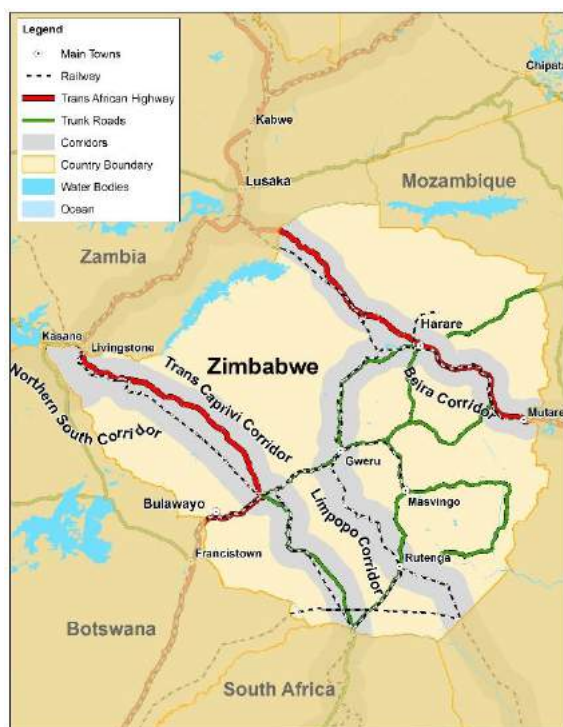 Legend
Main Towns
Railway
Trans African Highway
Trunk Roads
Corridors
Country Boundary
Water Bodies
Ocean
Chipata
Kabwe
Lusaka
Mozambique
Zambia
Kasane
Livingstone
Harare
Zimbabwe
Trans Caprivi Corridor
Beira Corridor
Northern South Corridor
Mutare
Gweru
Bulawayo
Masvingo
Limpopo Corridor
Francistown
Rutenga
Botswana
South Africa